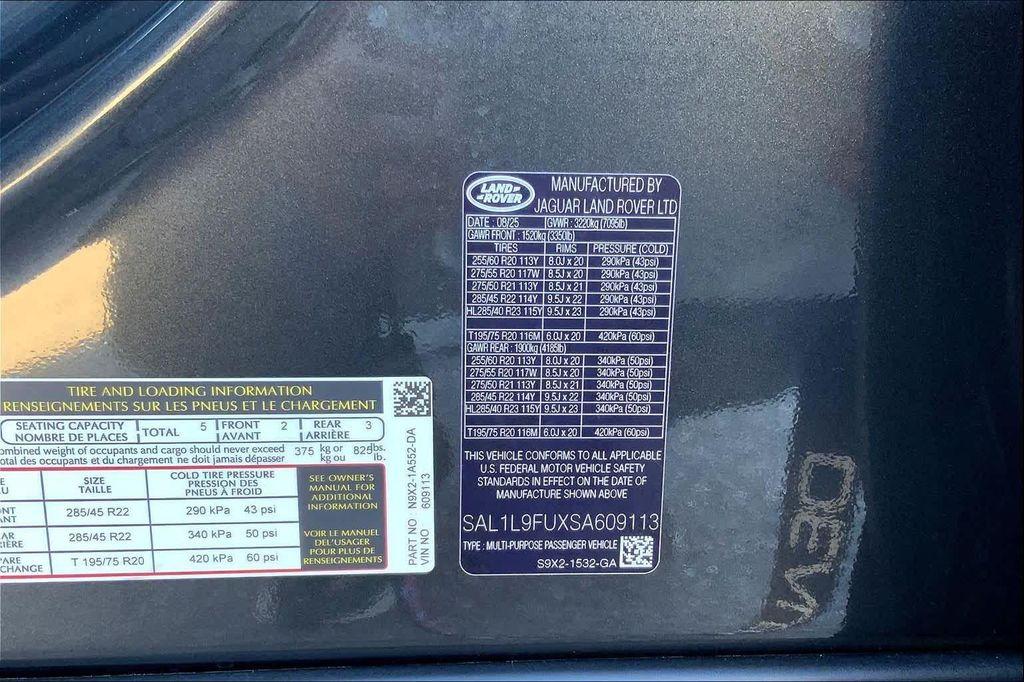 LAND
ROVER
MANUFACTURED BY
JAGUAR LAND ROVER LTD
DATE : 08/25 GVWR : 3220kg (7095lb)
GAWR FRONT : 1520kg (3350lb)
TIRES RIMS PRESSURE (COLD)
255/60 R20 113Y 8.0J x 20 290kPa (43psi)
275/55 R20 117W 8.5J x 20 290kPa (43psi)
275/50 R21 113Y 8.5J x 21 290kPa (43psi)
285/45 R22 114Y 9.5J x 22 290kPa (43psi)
HL285/40 R23 115Y 9.5J x 23 290kPa (43psi)
T195/75 R20 116M 6.0J x 20 420kPa (60psi)
GAWR REAR : 1900kg (4185lb)
255/60 R20 113Y 8.0J x 20 340kPa (50psi)
275/55 R20 117W 8.5J x 20 340kPa (50psi)
275/50 R21 113Y 8.5J x 21 340kPa (50psi)
285/45 R22 114Y 9.5J x 22 340kPa (50psi)
HL285/40 R23 115Y 9.5J x 23 340kPa (50psi)
T195/75 R20 116M 6.0J x 20 420kPa (60psi)
THIS VEHICLE CONFORMS TO ALL APPLICABLE
U.S. FEDERAL MOTOR VEHICLE SAFETY
STANDARDS IN EFFECT ON THE DATE OF
MANUFACTURE SHOWN ABOVE
SAL1L9FUXSA609113
TYPE : MULTI-PURPOSE PASSENGER VEHICLE
S9X2-1532-GA
TIRE AND LOADING INFORMATION
RENSEIGNEMENTS SUR LES PNEUS ET LE CHARGEMENT
SEATING CAPACITY TOTAL 5 FRONT 2 REAR 3
NOMBRE DE PLACES AVANT ARRIÈRE
ombined weight of occupants and cargo should never exceed 375 kg or 825 lbs.
otal des occupants et du chargement ne doit jamais dépasser kg ou lb.
SIZE
TAILLE
COLD TIRE PRESSURE
PRESSION DES
PNEUS À FROID
285/45 R22 290 kPa 43 psi
285/45 R22 340 kPa 50 psi
T 195/75 R20 420 kPa 60 psi
CHANGE
SEE OWNER'S
MANUAL FOR
ADDITIONAL
INFORMATION
VOIR LE MANUEL
DEL'USAGER
POUR PLUS DE
RENSEIGNEMENTS
PART NO : N9X2-1A552-DA
VIN NO : 609113